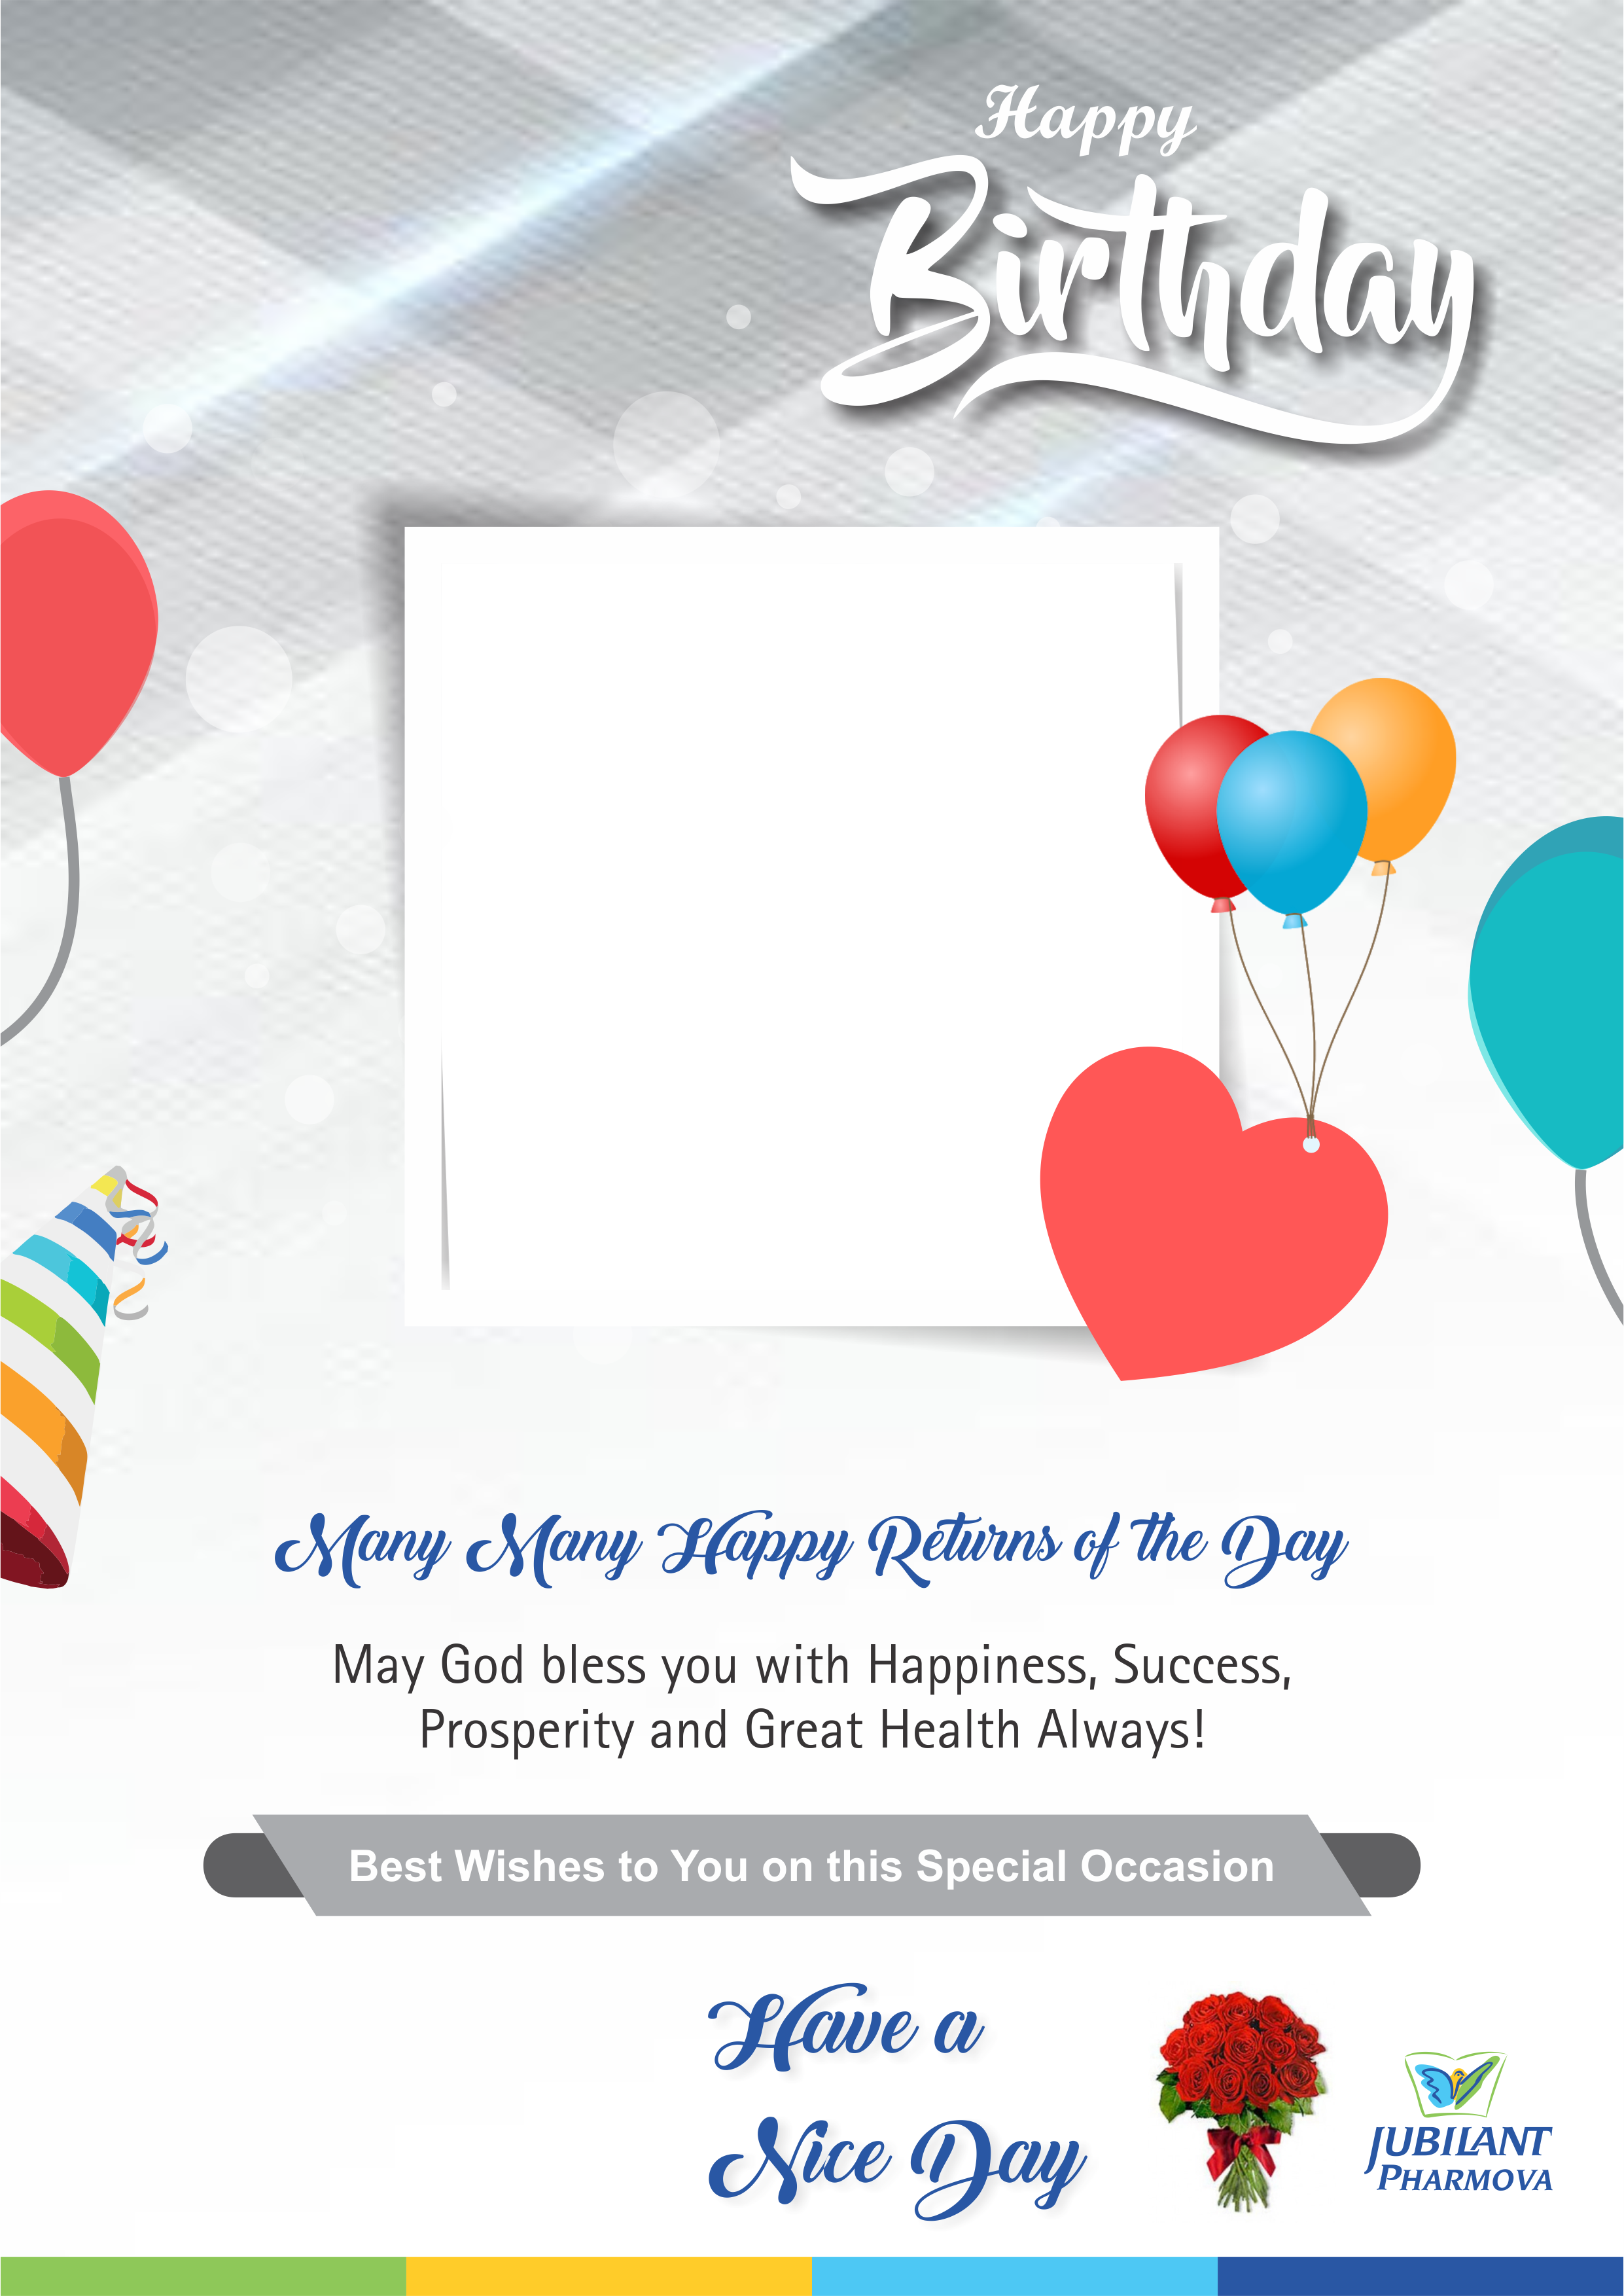 Happy
Birthday
Many Many Happy Returns of the Day
May God bless you with Happiness, Success,
Prosperity and Great Health Always!
Best Wishes to You on this Special Occasion
Have a
Nice Day
JUBILANT
PHARMOVA